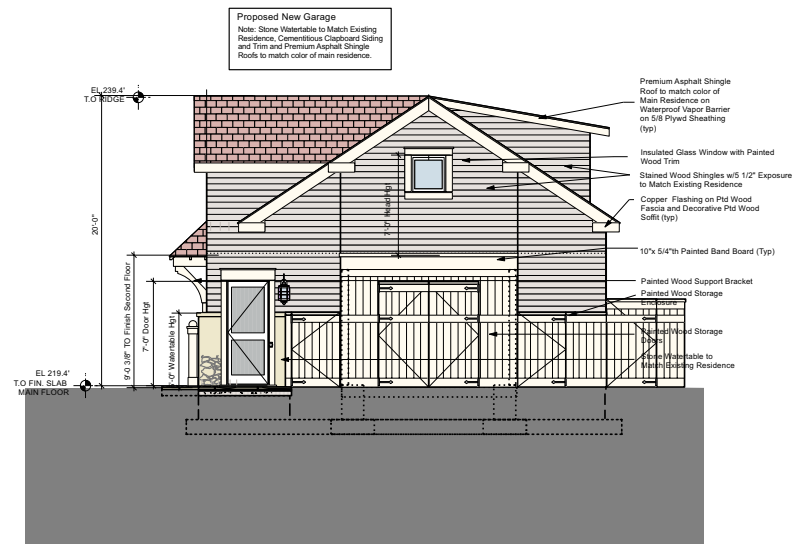 Proposed New Garage
Note: Stone Watertable to Match Existing
Residence, Cementitious Clapboard Siding
and Trim and Premium Asphalt Shingle
Roofs to match color of main residence.
EL 239.4'
T.O RIDGE
20'-0"
9'-0 3/8" TO Finish Second Floor
7'-0" Door Hgt
-0" Watertable Hgt
7'-0" Head Hgt
EL 219.4'
T.O FIN. SLAB
MAIN FLOOR
Premium Asphalt Shingle
Roof to match color of
Main Residence on
Waterproof Vapor Barrier
on 5/8 Plywd Sheathing
(typ)
Insulated Glass Window with Painted
Wood Trim
Stained Wood Shingles w/5 1/2" Exposure
to Match Existing Residence
Copper Flashing on Ptd Wood
Fascia and Decorative Ptd Wood
Soffit (typ)
10"x 5/4"th Painted Band Board (Typ)
Painted Wood Support Bracket
Painted Wood Storage
Enclosure
Painted Wood Storage
Doors
Stone Watertable to
Match Existing Residence